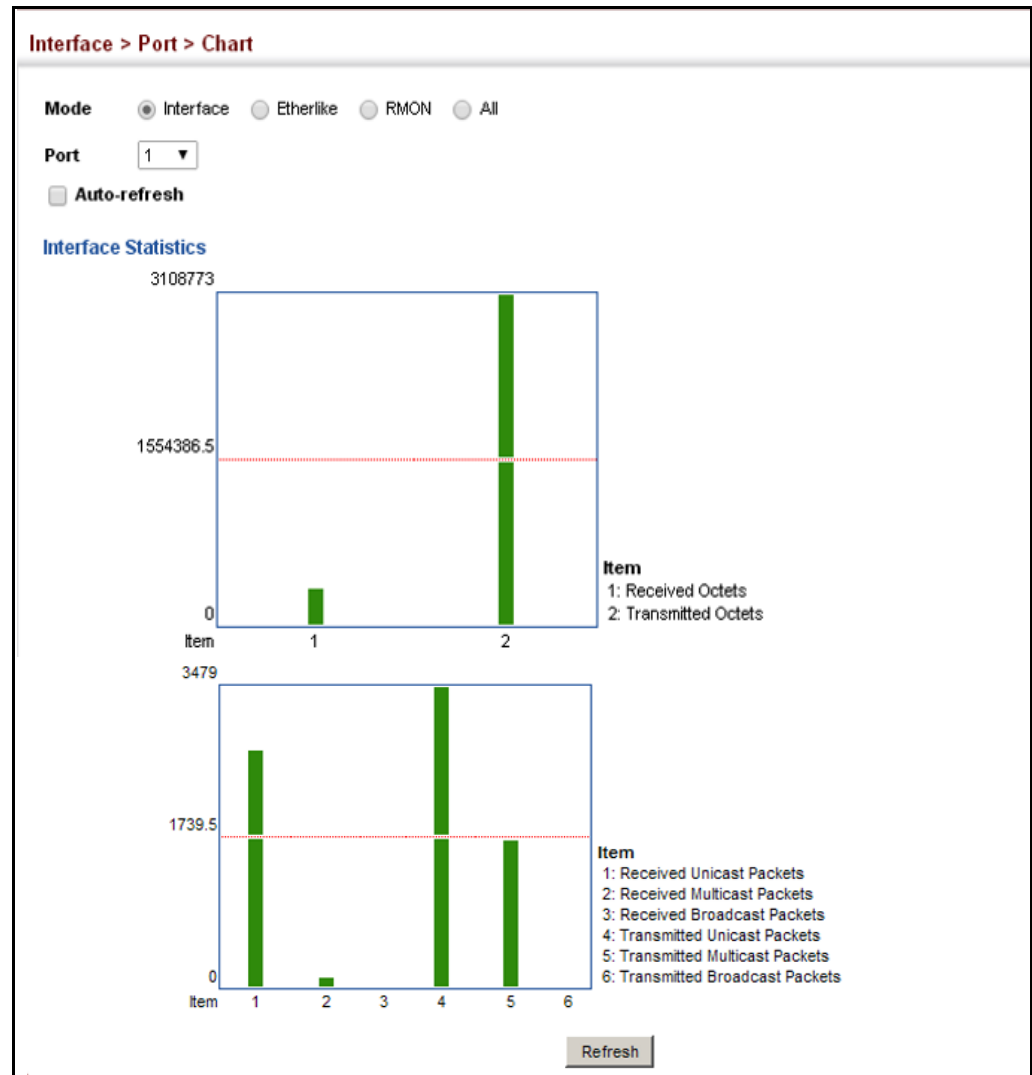 Interface > Port > Chart
Mode Interface Etherlike RMON All
Port 1
Auto-refresh
Interface Statistics
3108773
1554386.5
0
Item 1 2
Item
1: Received Octets
2: Transmitted Octets
3479
1739.5
0
Item 1 2 3 4 5 6
Item
1: Received Unicast Packets
2: Received Multicast Packets
3: Received Broadcast Packets
4: Transmitted Unicast Packets
5: Transmitted Multicast Packets
6: Transmitted Broadcast Packets
Refresh